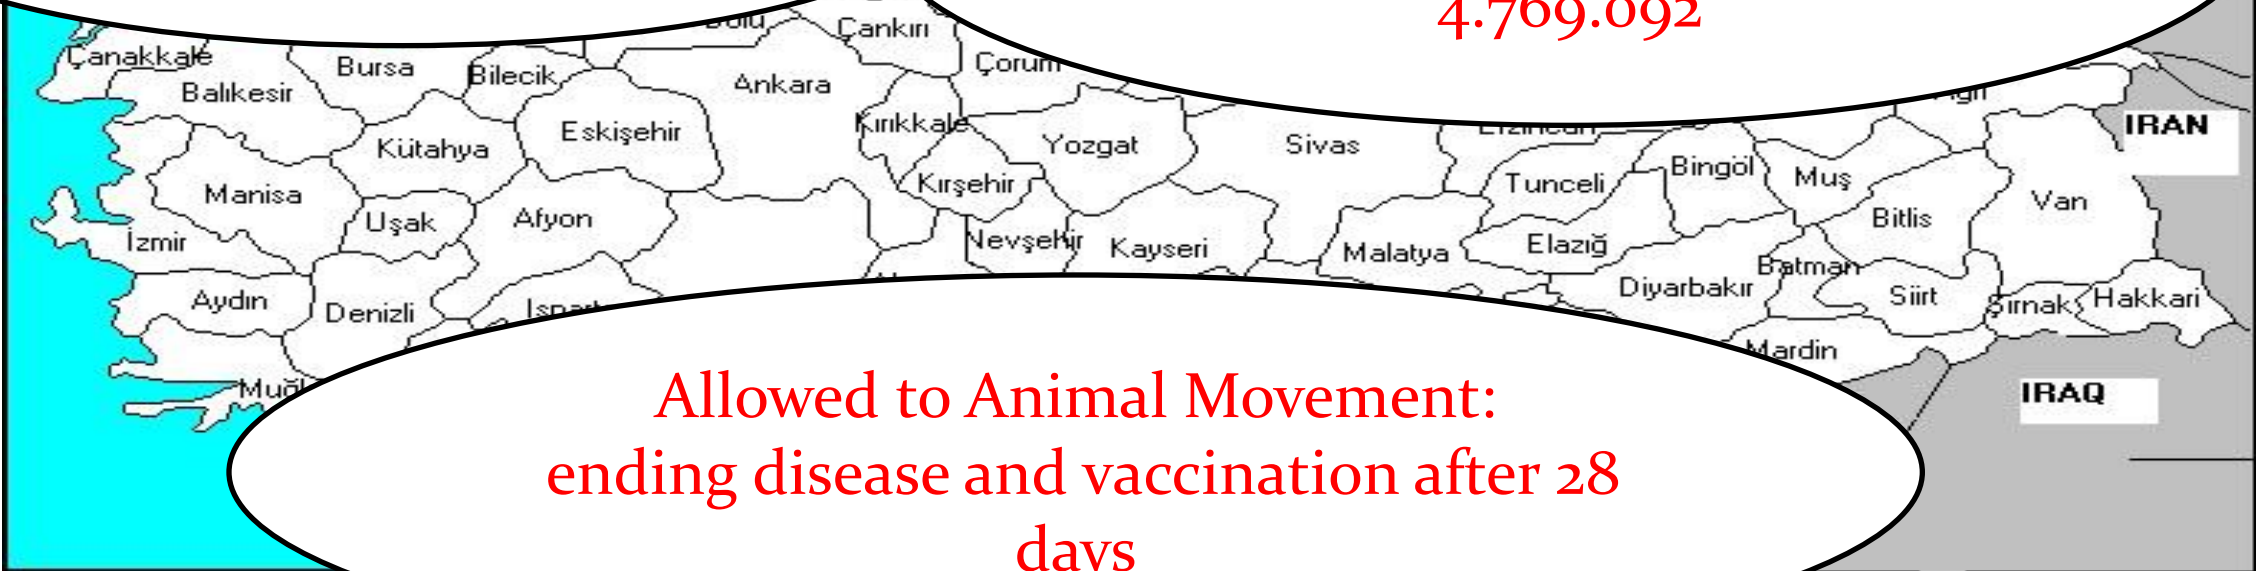 4.769.092
Çankırı
Çanakkale
Bursa
Bilecik
Ankara
Çorum
Balıkesir
Kırıkkale
Eskişehir
Kütahya
Yozgat
Sivas
IRAN
Tunceli
Bingöl
Muş
Kırşehir
Manisa
Uşak
Afyon
Bitlis
Van
İzmir
Nevşehir
Kayseri
Malatya
Elazığ
Batman
Diyarbakır
Siirt
Şırnak
Hakkari
Aydın
Denizli
Mardin
IRAQ
Allowed to Animal Movement:
ending disease and vaccination after 28
days